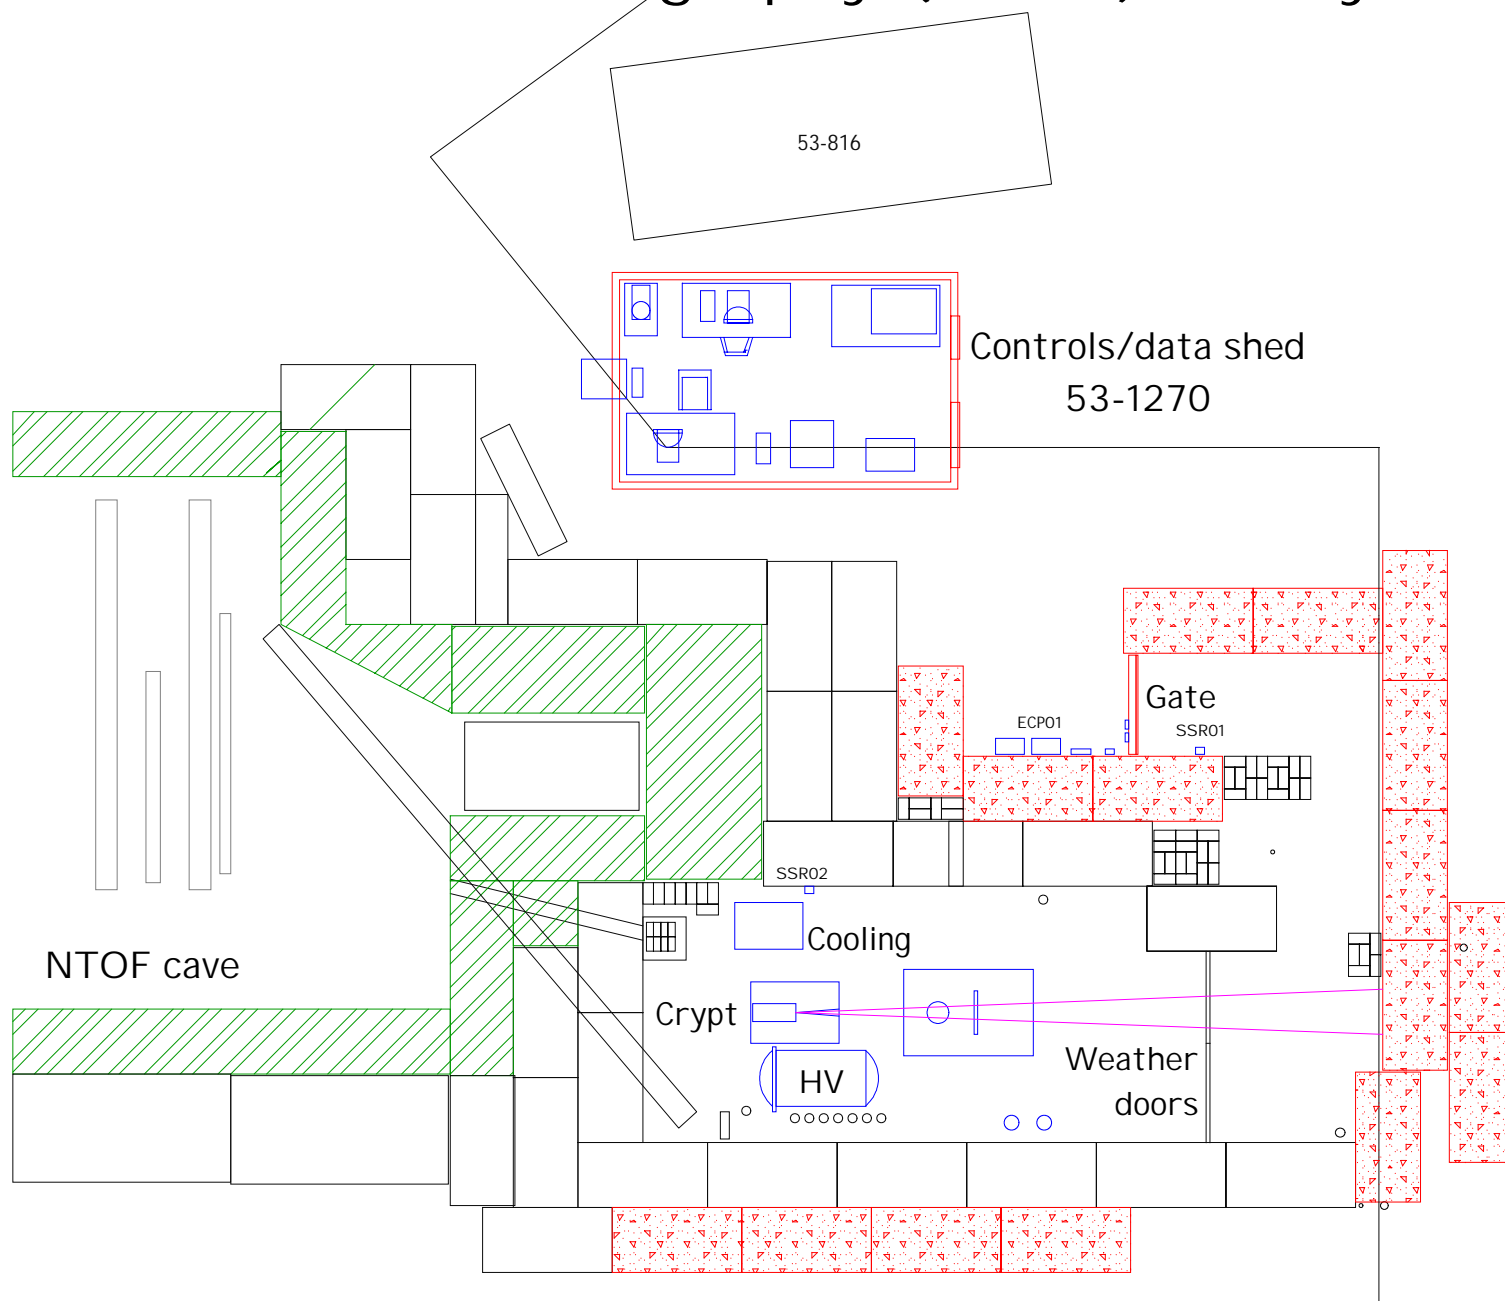 53-816
Controls/data shed
53-1270
Gate
ECP01
SSR01
SSR02
Cooling
NTOF cave
Crypt
HV
Weather
doors